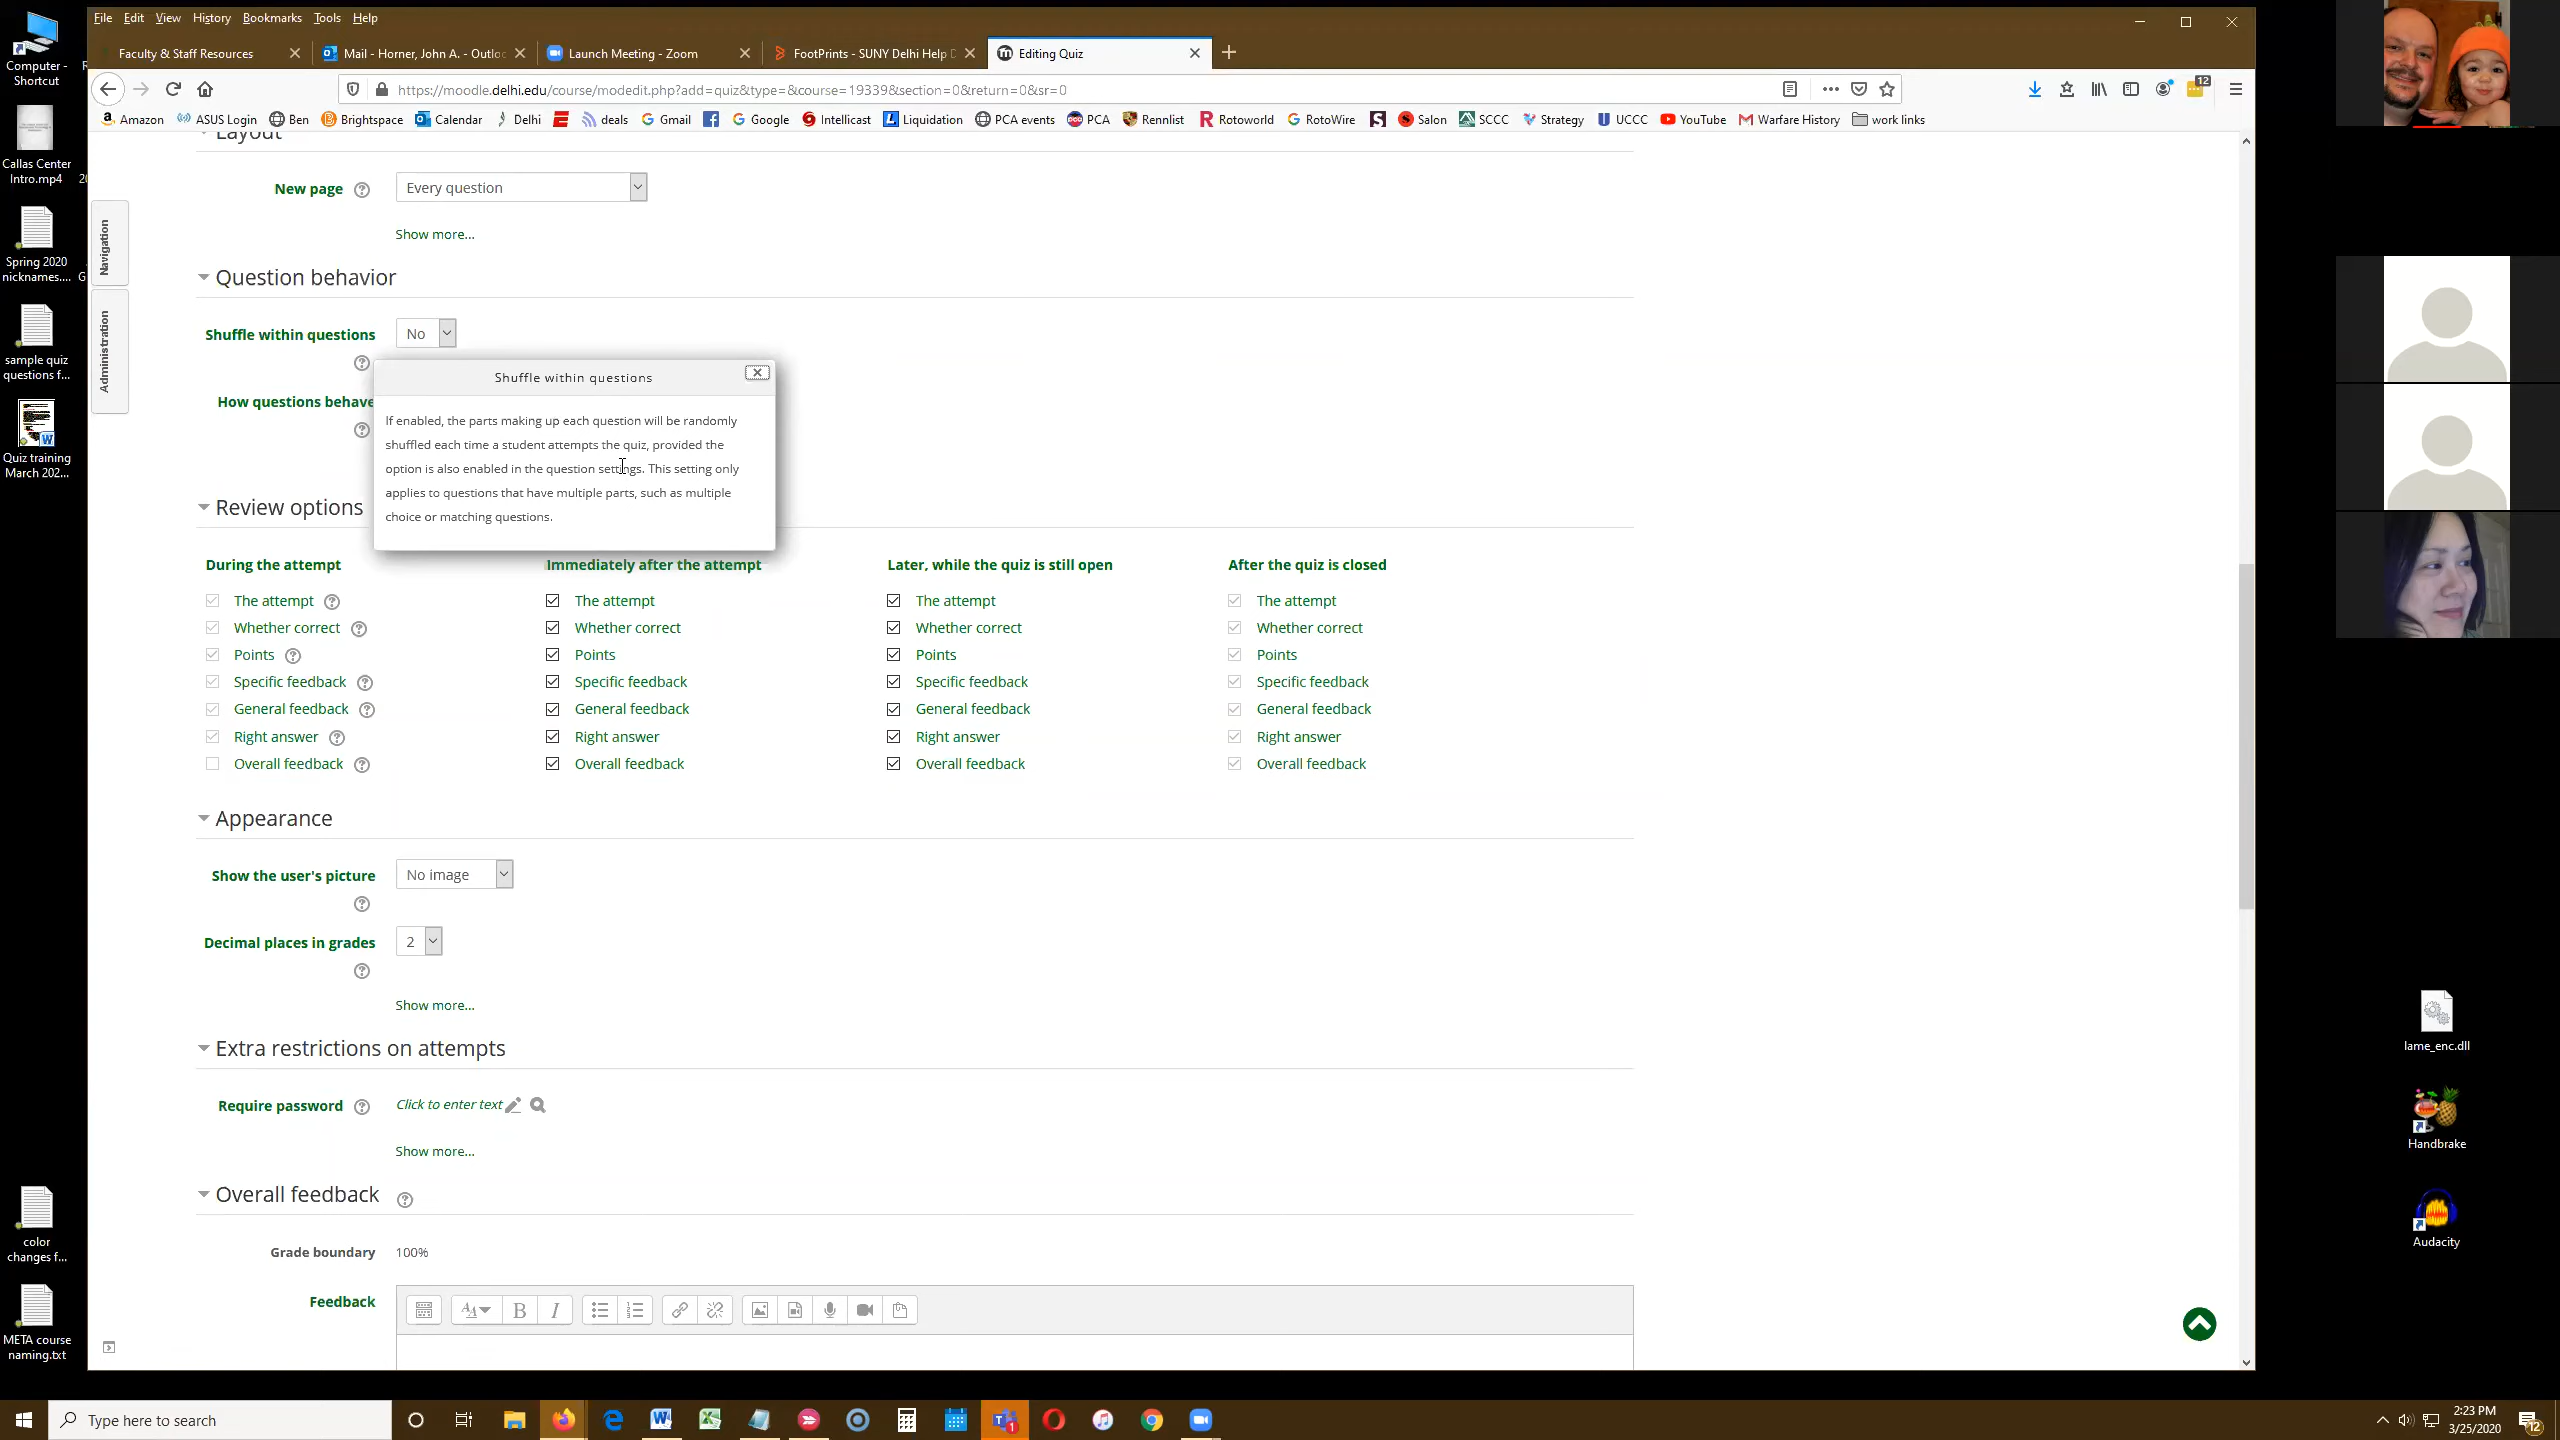 File Edit View History Bookmarks Tools Help
Faculty & Staff Resources
Mail - Horner, John A. - Outloo
Launch Meeting - Zoom
FootPrints - SUNY Delhi Help D
Editing Quiz
https://moodle.delhi.edu/course/modedit.php?add=quiz&type=&course=19339&section=0&return=0&sr=0
12
Amazon ASUS Login Ben Brightspace Calendar Delhi deals Gmail Google Intellicast Liquidation PCA events PCA Rennlist Rotoworld RotoWire Salon SCCC Strategy UCCC YouTube Warfare History work links
Computer -
Shortcut
Callas Center
Intro.mp4
Spring 2020
nicknames....
sample quiz
questions f...
Quiz training
March 202...
color
changes f...
META course
naming.txt
Navigation
Administration
Layout
New page
Every question
Show more...
Question behavior
Shuffle within questions
No
How questions behave
Shuffle within questions
If enabled, the parts making up each question will be randomly
shuffled each time a student attempts the quiz, provided the
option is also enabled in the question settings. This setting only
applies to questions that have multiple parts, such as multiple
choice or matching questions.
Review options
During the attempt
The attempt
Whether correct
Points
Specific feedback
General feedback
Right answer
Overall feedback
Immediately after the attempt
The attempt
Whether correct
Points
Specific feedback
General feedback
Right answer
Overall feedback
Later, while the quiz is still open
The attempt
Whether correct
Points
Specific feedback
General feedback
Right answer
Overall feedback
After the quiz is closed
The attempt
Whether correct
Points
Specific feedback
General feedback
Right answer
Overall feedback
Appearance
Show the user's picture
No image
Decimal places in grades
2
Show more...
Extra restrictions on attempts
Require password
Click to enter text
Show more...
Overall feedback
Grade boundary
100%
Feedback
lame_enc.dll
Handbrake
Audacity
Type here to search
2:23 PM
3/25/2020
12